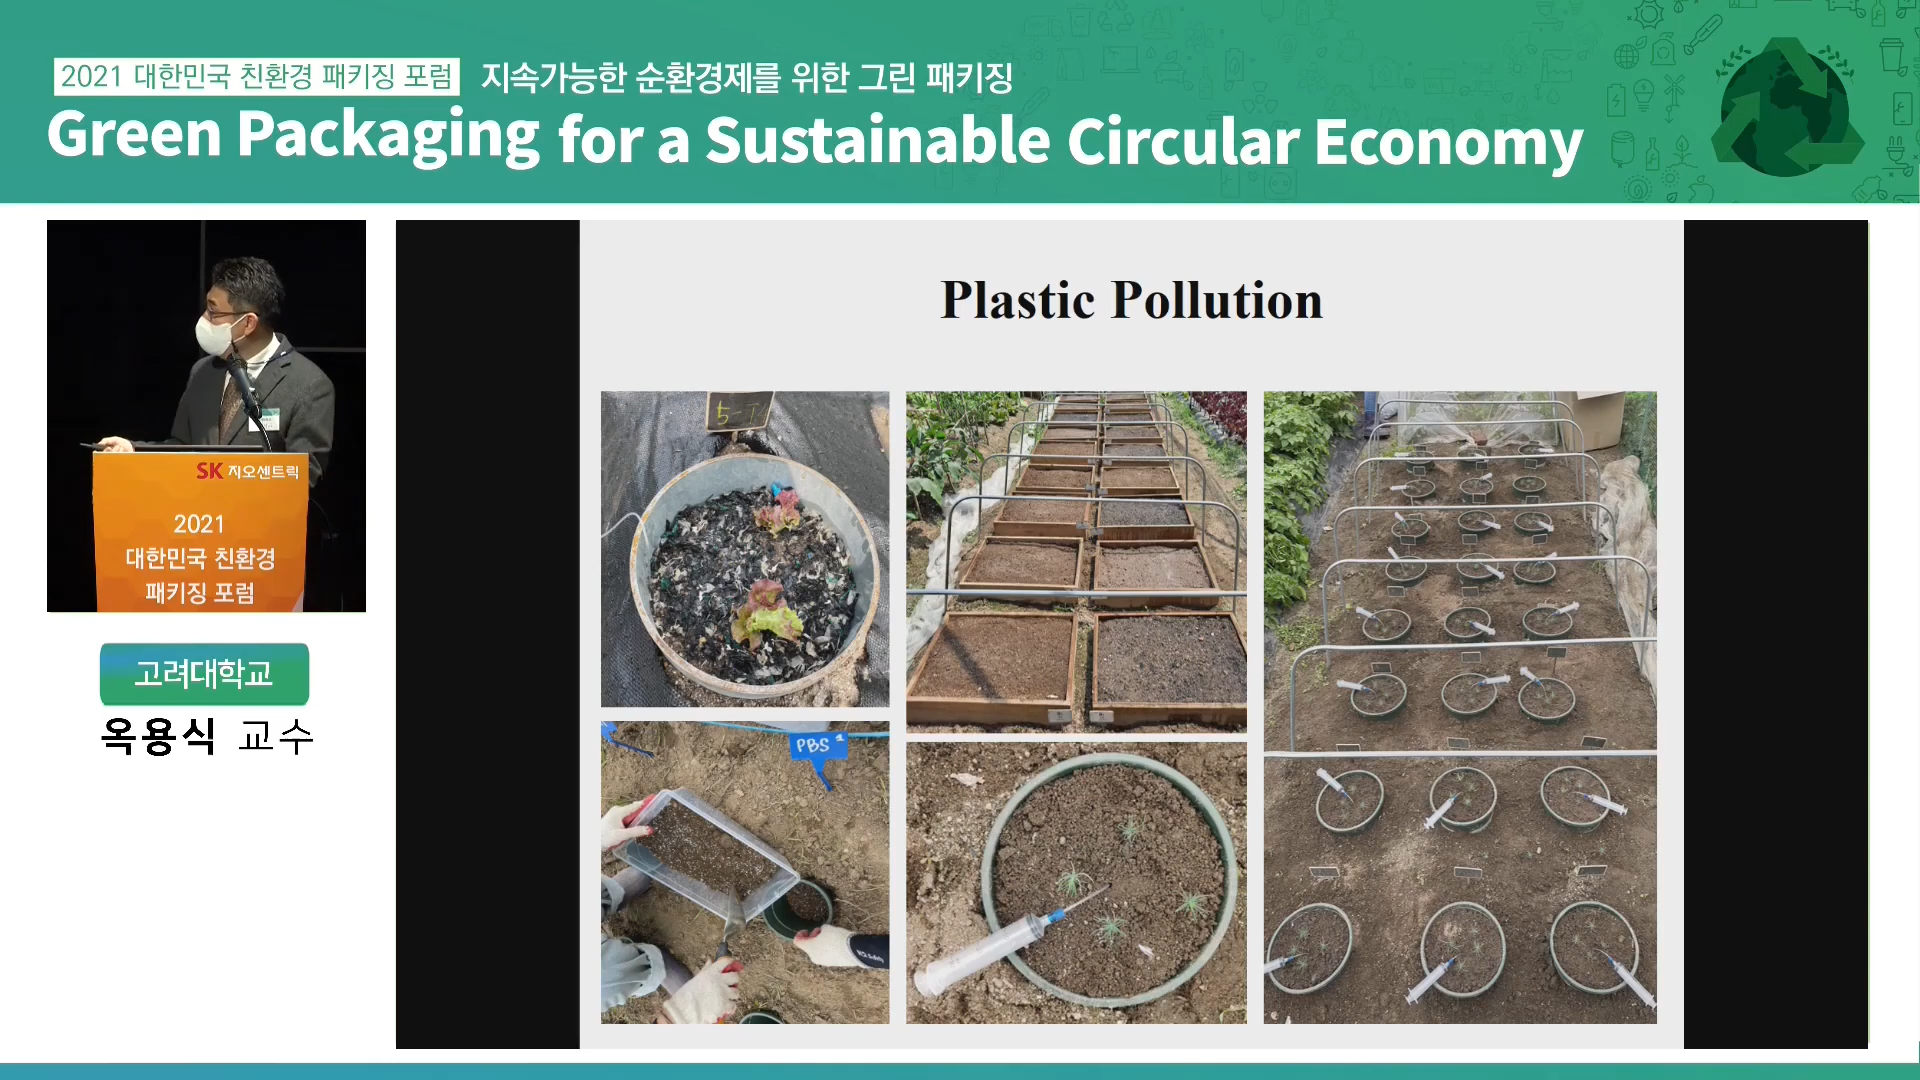 2021 대한민국 친환경 패키징 포럼 지속가능한 순환경제를 위한 그린 패키징
Green Packaging for a Sustainable Circular Economy
Plastic Pollution
SK 지오센트릭
2021
대한민국 친환경
패키징 포럼
고려대학교
옥용식 교수
PBS 1